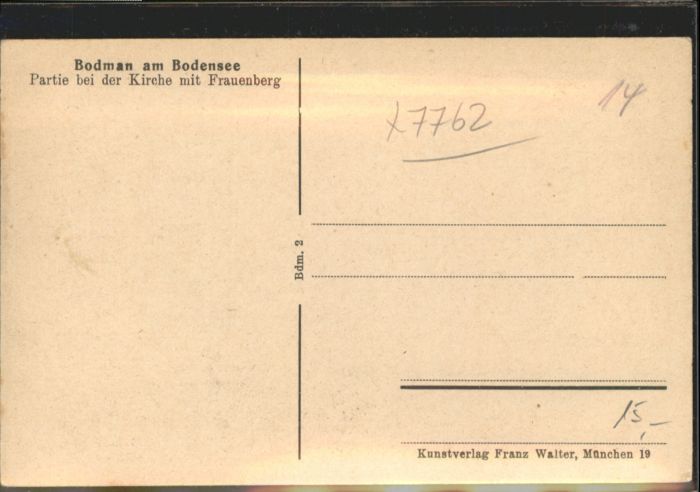 Bodman am Bodensee
Partie bei der Kirche mit Frauenberg
x7762
14
Bdm. 2
15,-
Kunstverlag Franz Walter, München 19